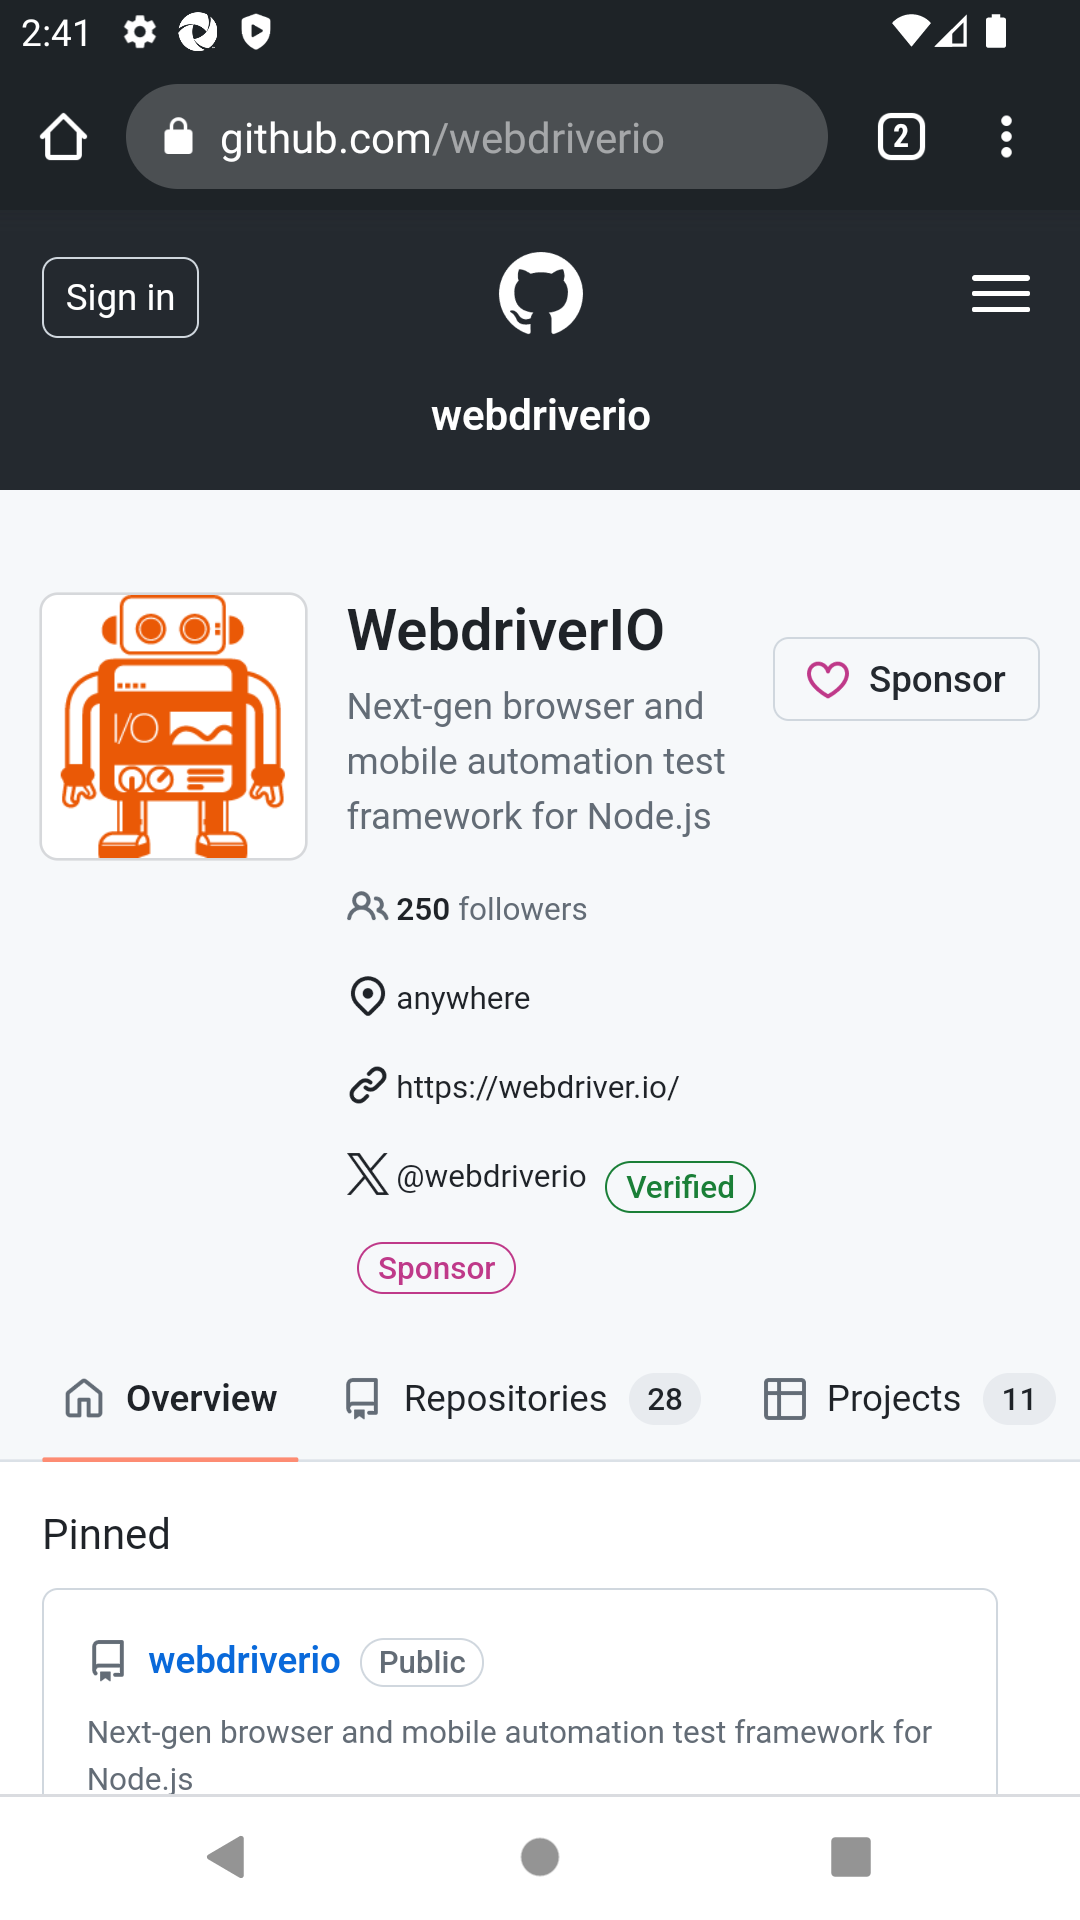 2:41
github.com/webdriverio
2
Sign in
webdriverio
WebdriverIO
Next-gen browser and
mobile automation test
framework for Node.js
Sponsor
I/O
250 followers
anywhere
https://webdriver.io/
@webdriverio Verified
Sponsor
Overview Repositories 28 Projects 11
Pinned
webdriverio Public
Next-gen browser and mobile automation test framework for
Node.js